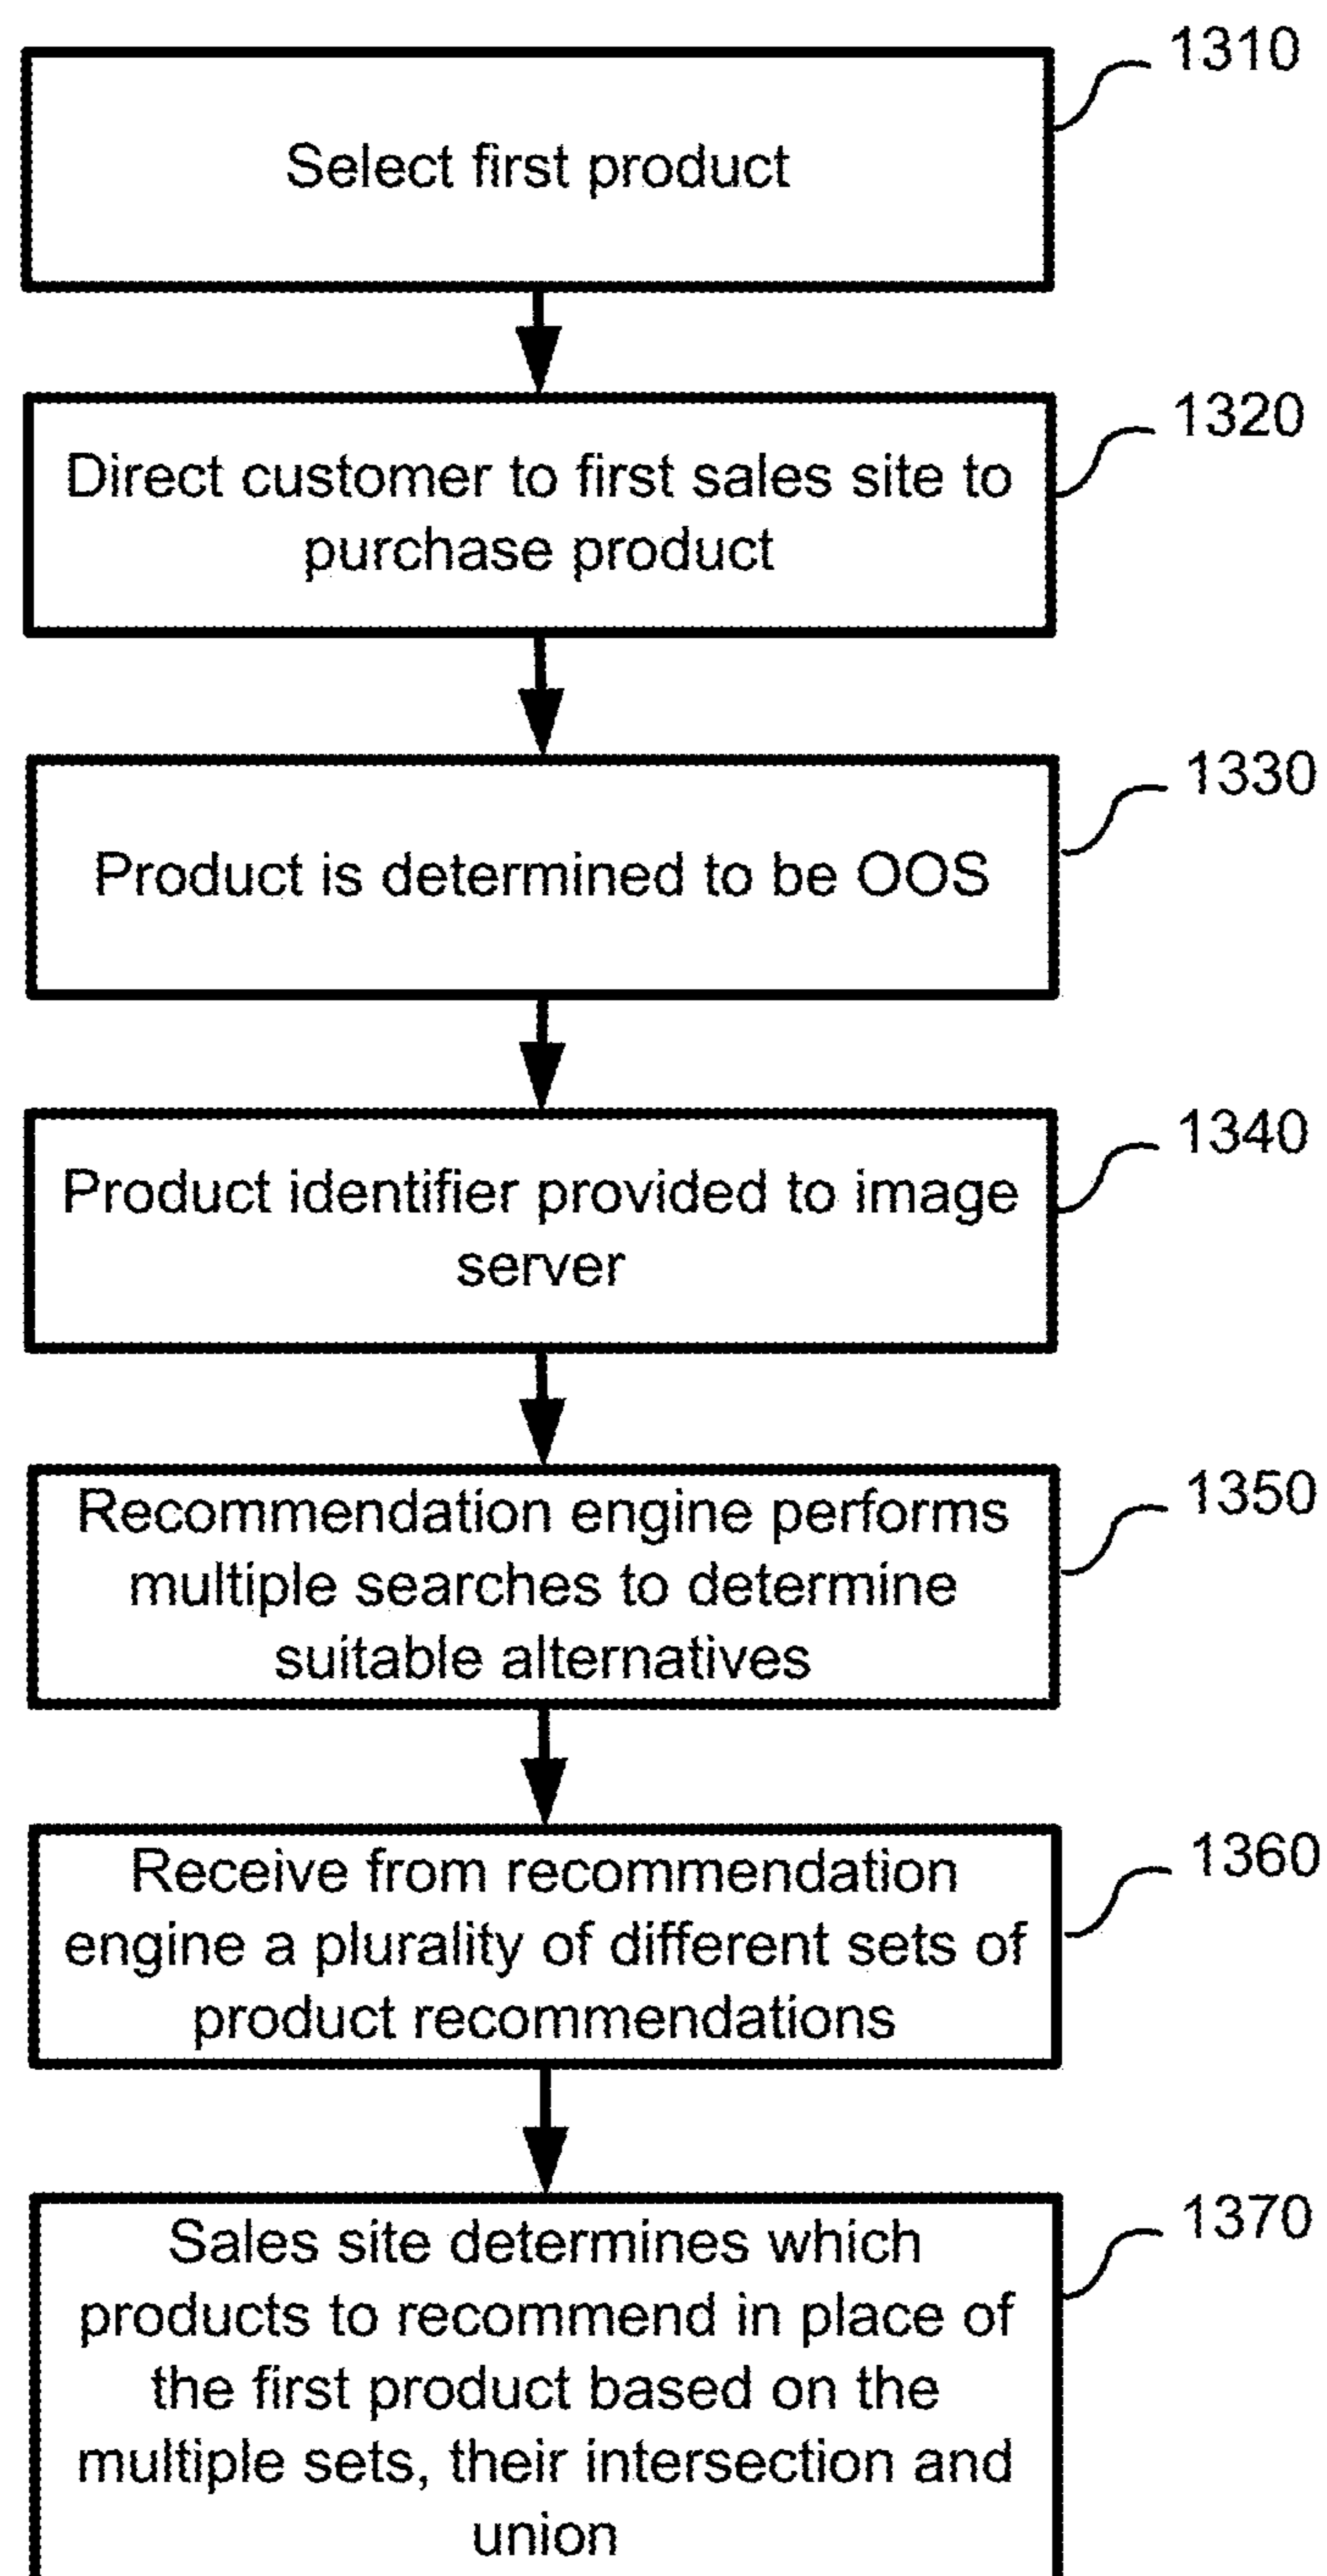 1310
Select first product
1320
Direct customer to first sales site to
purchase product
1330
Product is determined to be OOS
1340
Product identifier provided to image
server
1350
Recommendation engine performs
multiple searches to determine
suitable alternatives
1360
Receive from recommendation
engine a plurality of different sets of
product recommendations
1370
Sales site determines which
products to recommend in place of
the first product based on the
multiple sets, their intersection and
union